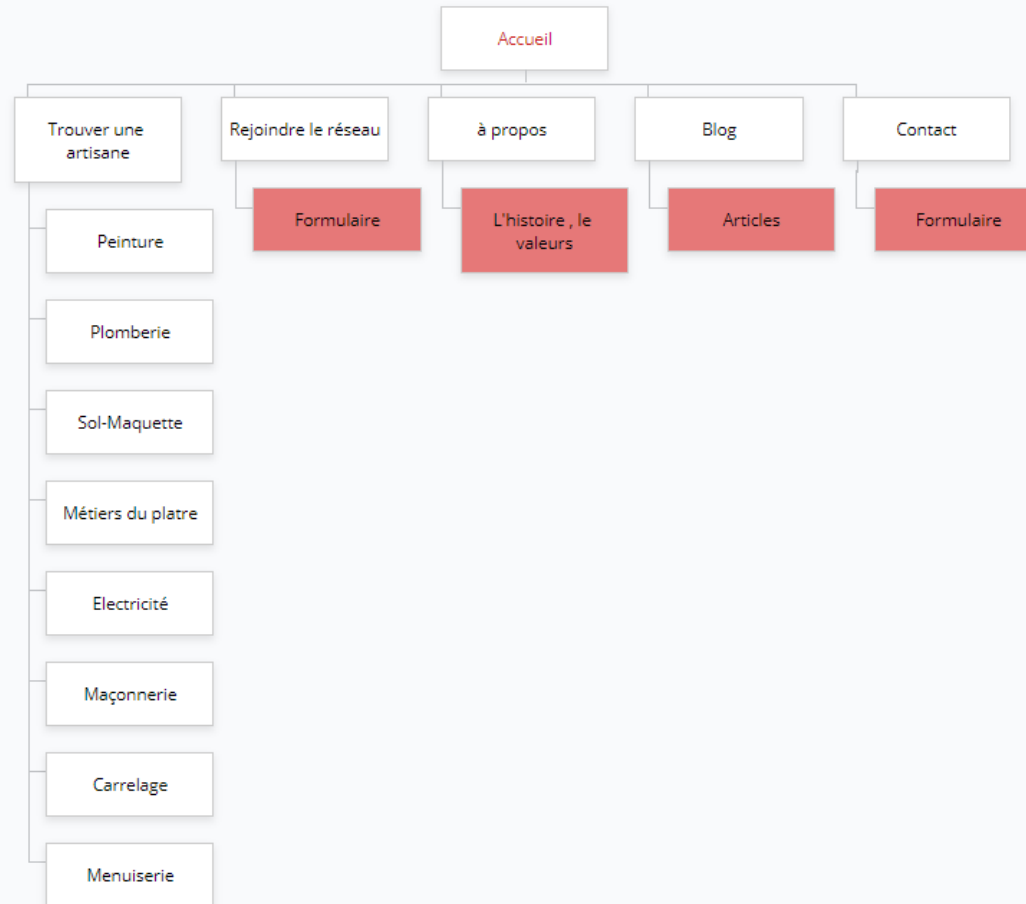 Accueil
Trouver une
artisane
Rejoindre le réseau
à propos
Blog
Contact
Formulaire
L'histoire , le
valeurs
Articles
Formulaire
Peinture
Plomberie
Sol-Maquette
Métiers du platre
Electricité
Maçonnerie
Carrelage
Menuiserie